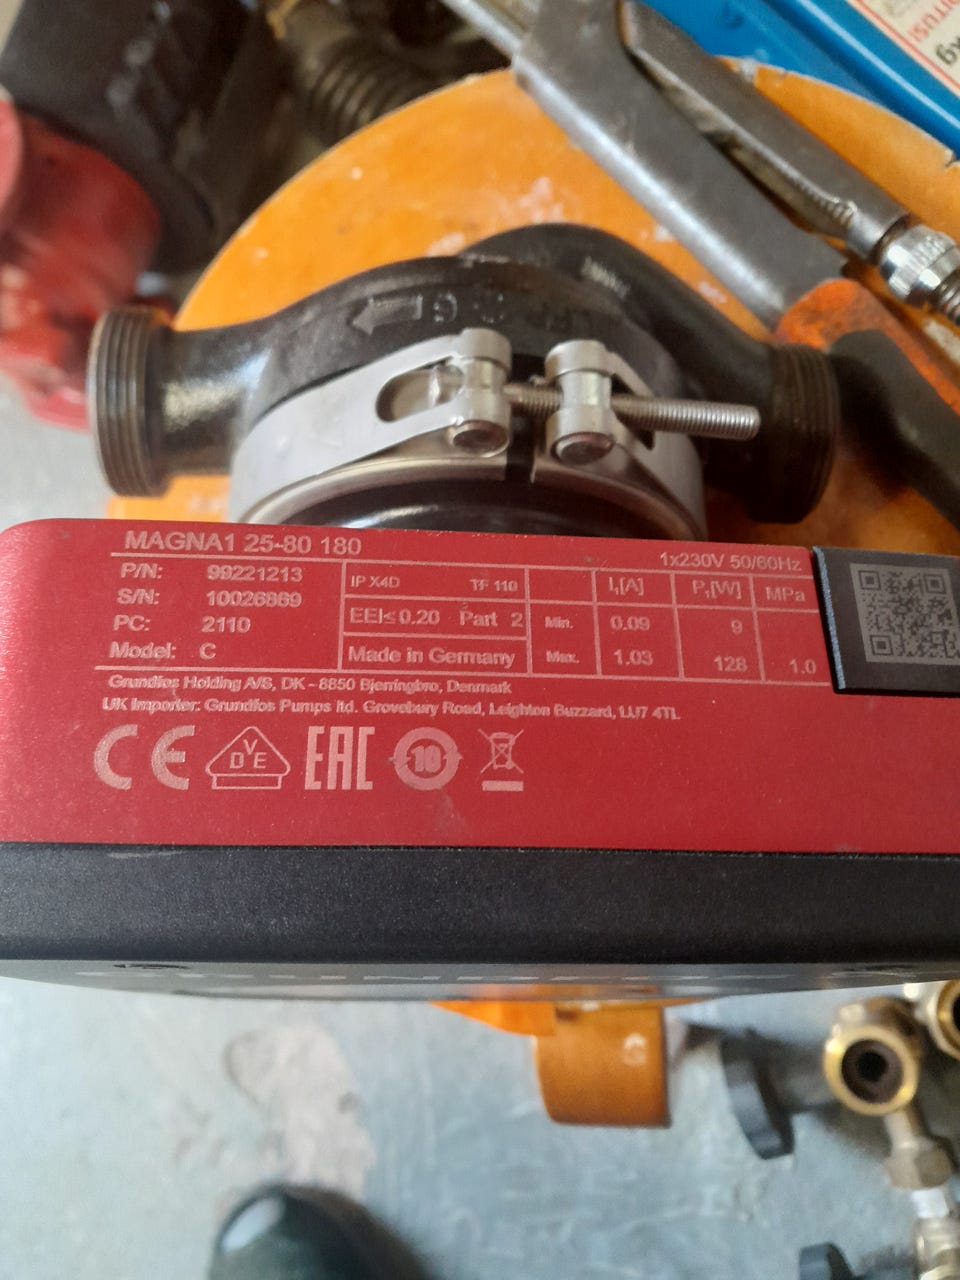 MAGNA1 25-80 180
1x230V 50/60Hz
P/N: 99221213
S/N: 10026869
PC: 2110
Model: C
IP X4D TF 110
EEI≤0.20 Part 2
Made in Germany
I₁[A] P₁[W] MPa
Min. 0.09 9
Max. 1.03 128 1.0
Grundfos Holding A/S, DK - 8850 Bjerringbro, Denmark
UK Importer: Grundfos Pumps ltd. Grovebury Road, Leighton Buzzard, LU7 4TL
CE
VDE
EAC
10